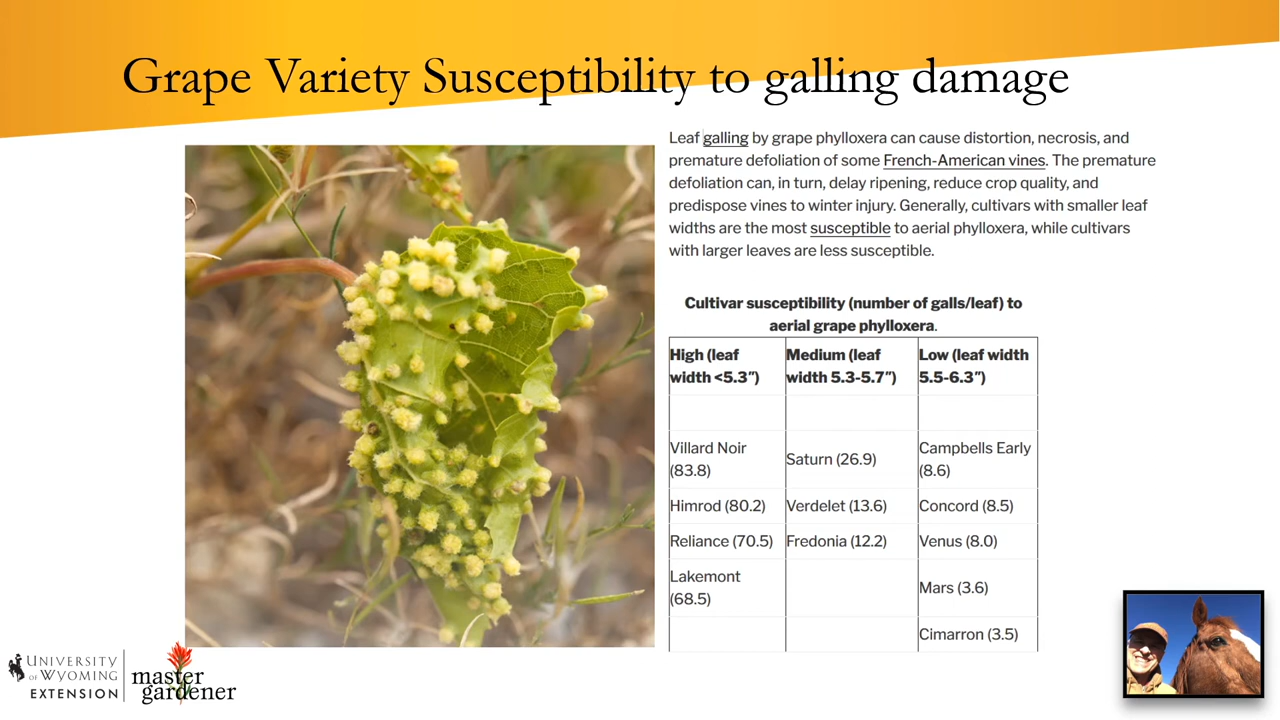 Grape Variety Susceptibility to galling damage
Leaf galling by grape phylloxera can cause distortion, necrosis, and
premature defoliation of some French-American vines. The premature
defoliation can, in turn, delay ripening, reduce crop quality, and
predispose vines to winter injury. Generally, cultivars with smaller leaf
widths are the most susceptible to aerial phylloxera, while cultivars
with larger leaves are less susceptible.
Cultivar susceptibility (number of galls/leaf) to
aerial grape phylloxera.
High (leaf
width <5.3″)
Medium (leaf
width 5.3-5.7″)
Low (leaf width
5.5-6.3″)
Villard Noir
(83.8)
Saturn (26.9)
Campbells Early
(8.6)
Himrod (80.2)
Verdelet (13.6)
Concord (8.5)
Reliance (70.5)
Fredonia (12.2)
Venus (8.0)
Lakemont
(68.5)
Mars (3.6)
Cimarron (3.5)
UNIVERSITY
OF WYOMING
EXTENSION
master
gardener